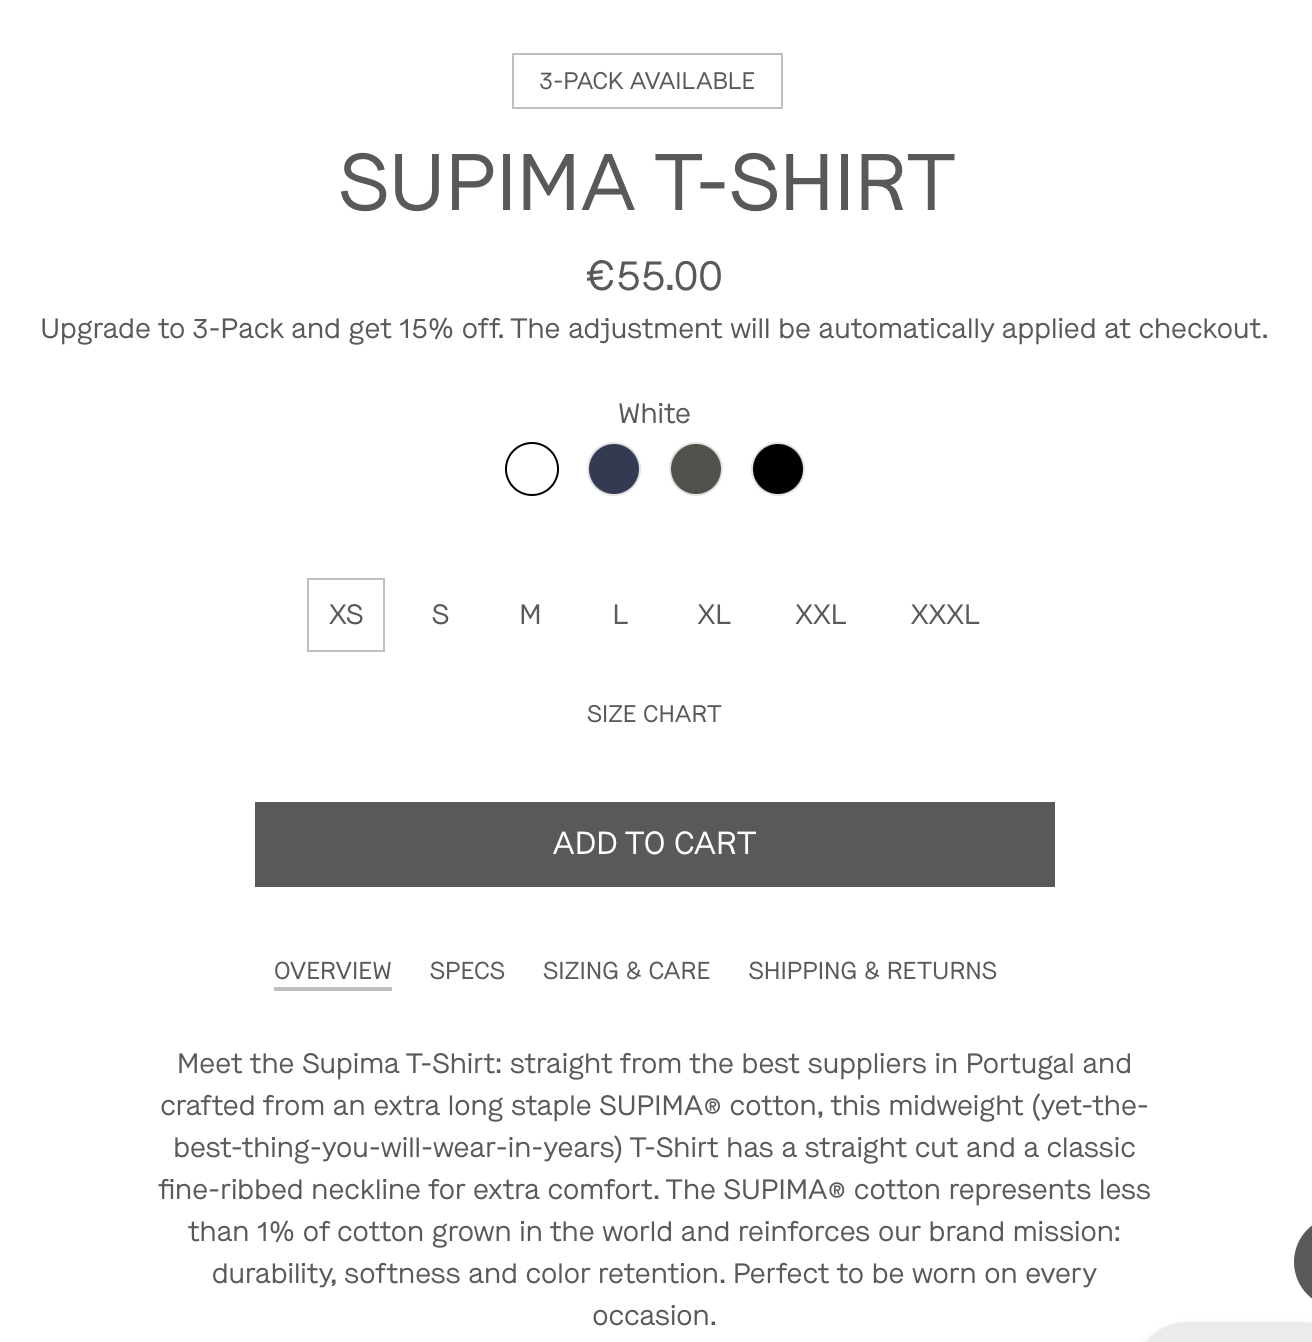 3-PACK AVAILABLE
SUPIMA T-SHIRT
€55.00
Upgrade to 3-Pack and get 15% off. The adjustment will be automatically applied at checkout.
White
XS S M L XL XXL XXXL
SIZE CHART
ADD TO CART
OVERVIEW SPECS SIZING & CARE SHIPPING & RETURNS
Meet the Supima T-Shirt: straight from the best suppliers in Portugal and
crafted from an extra long staple SUPIMA® cotton, this midweight (yet-the-
best-thing-you-will-wear-in-years) T-Shirt has a straight cut and a classic
fine-ribbed neckline for extra comfort. The SUPIMA® cotton represents less
than 1% of cotton grown in the world and reinforces our brand mission:
durability, softness and color retention. Perfect to be worn on every
occasion.